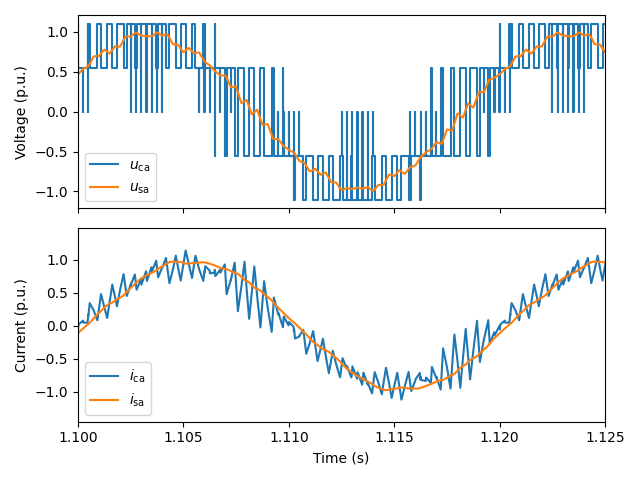 1.0
0.5
0.0
−0.5
−1.0
Voltage (p.u.)
u_ca
u_sa
1.0
0.5
0.0
−0.5
−1.0
Current (p.u.)
i_ca
i_sa
1.100 1.105 1.110 1.115 1.120 1.125
Time (s)